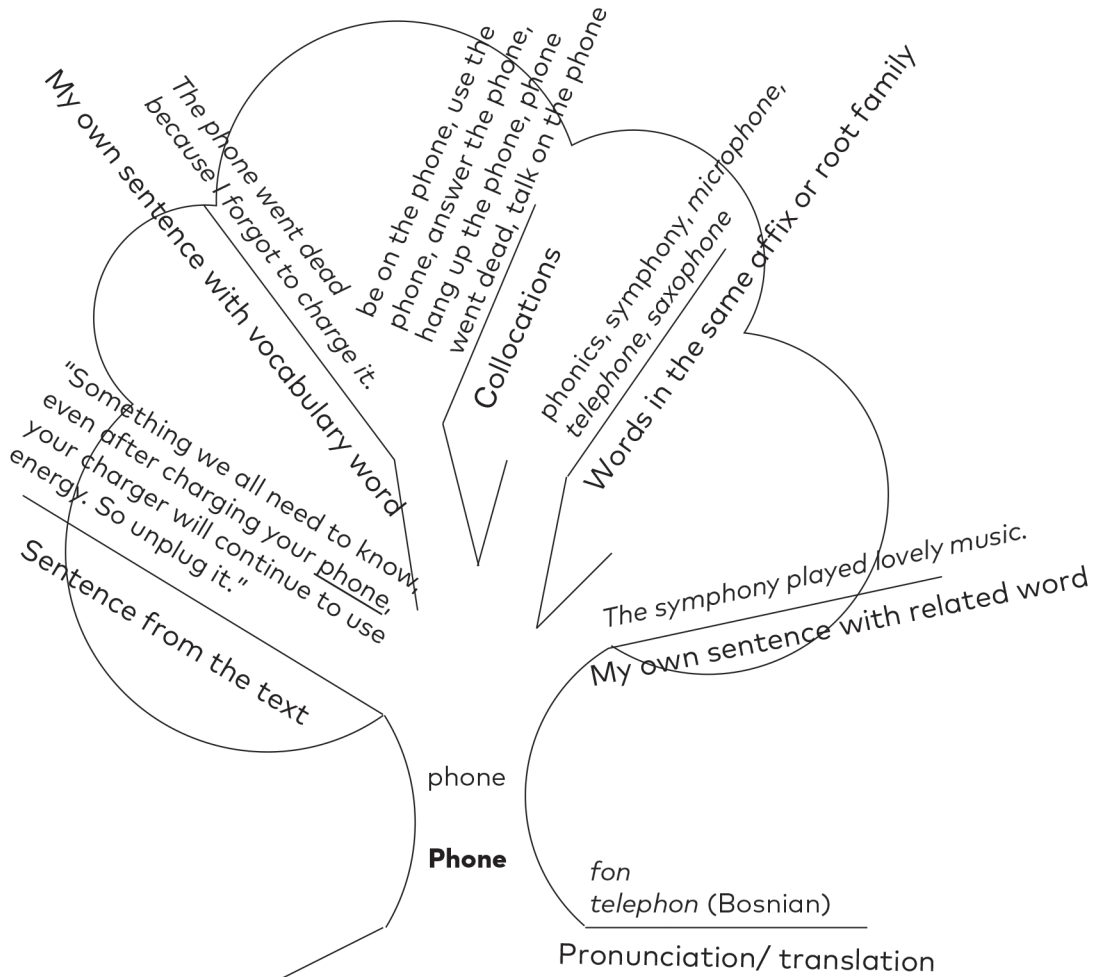 "Something we all need to know,
even after charging your phone,
your charger will continue to use
energy. So unplug it."
Sentence from the text
The phone went dead
because I forgot to charge it.
My own sentence with vocabulary word
be on the phone, use the
phone, answer the phone,
hang up the phone, phone
went dead, talk on the phone
Collocations
phonics, symphony, microphone,
telephone, saxophone
Words in the same affix or root family
The symphony played lovely music.
My own sentence with related word
phone
Phone
fon
telephon (Bosnian)
Pronunciation/ translation